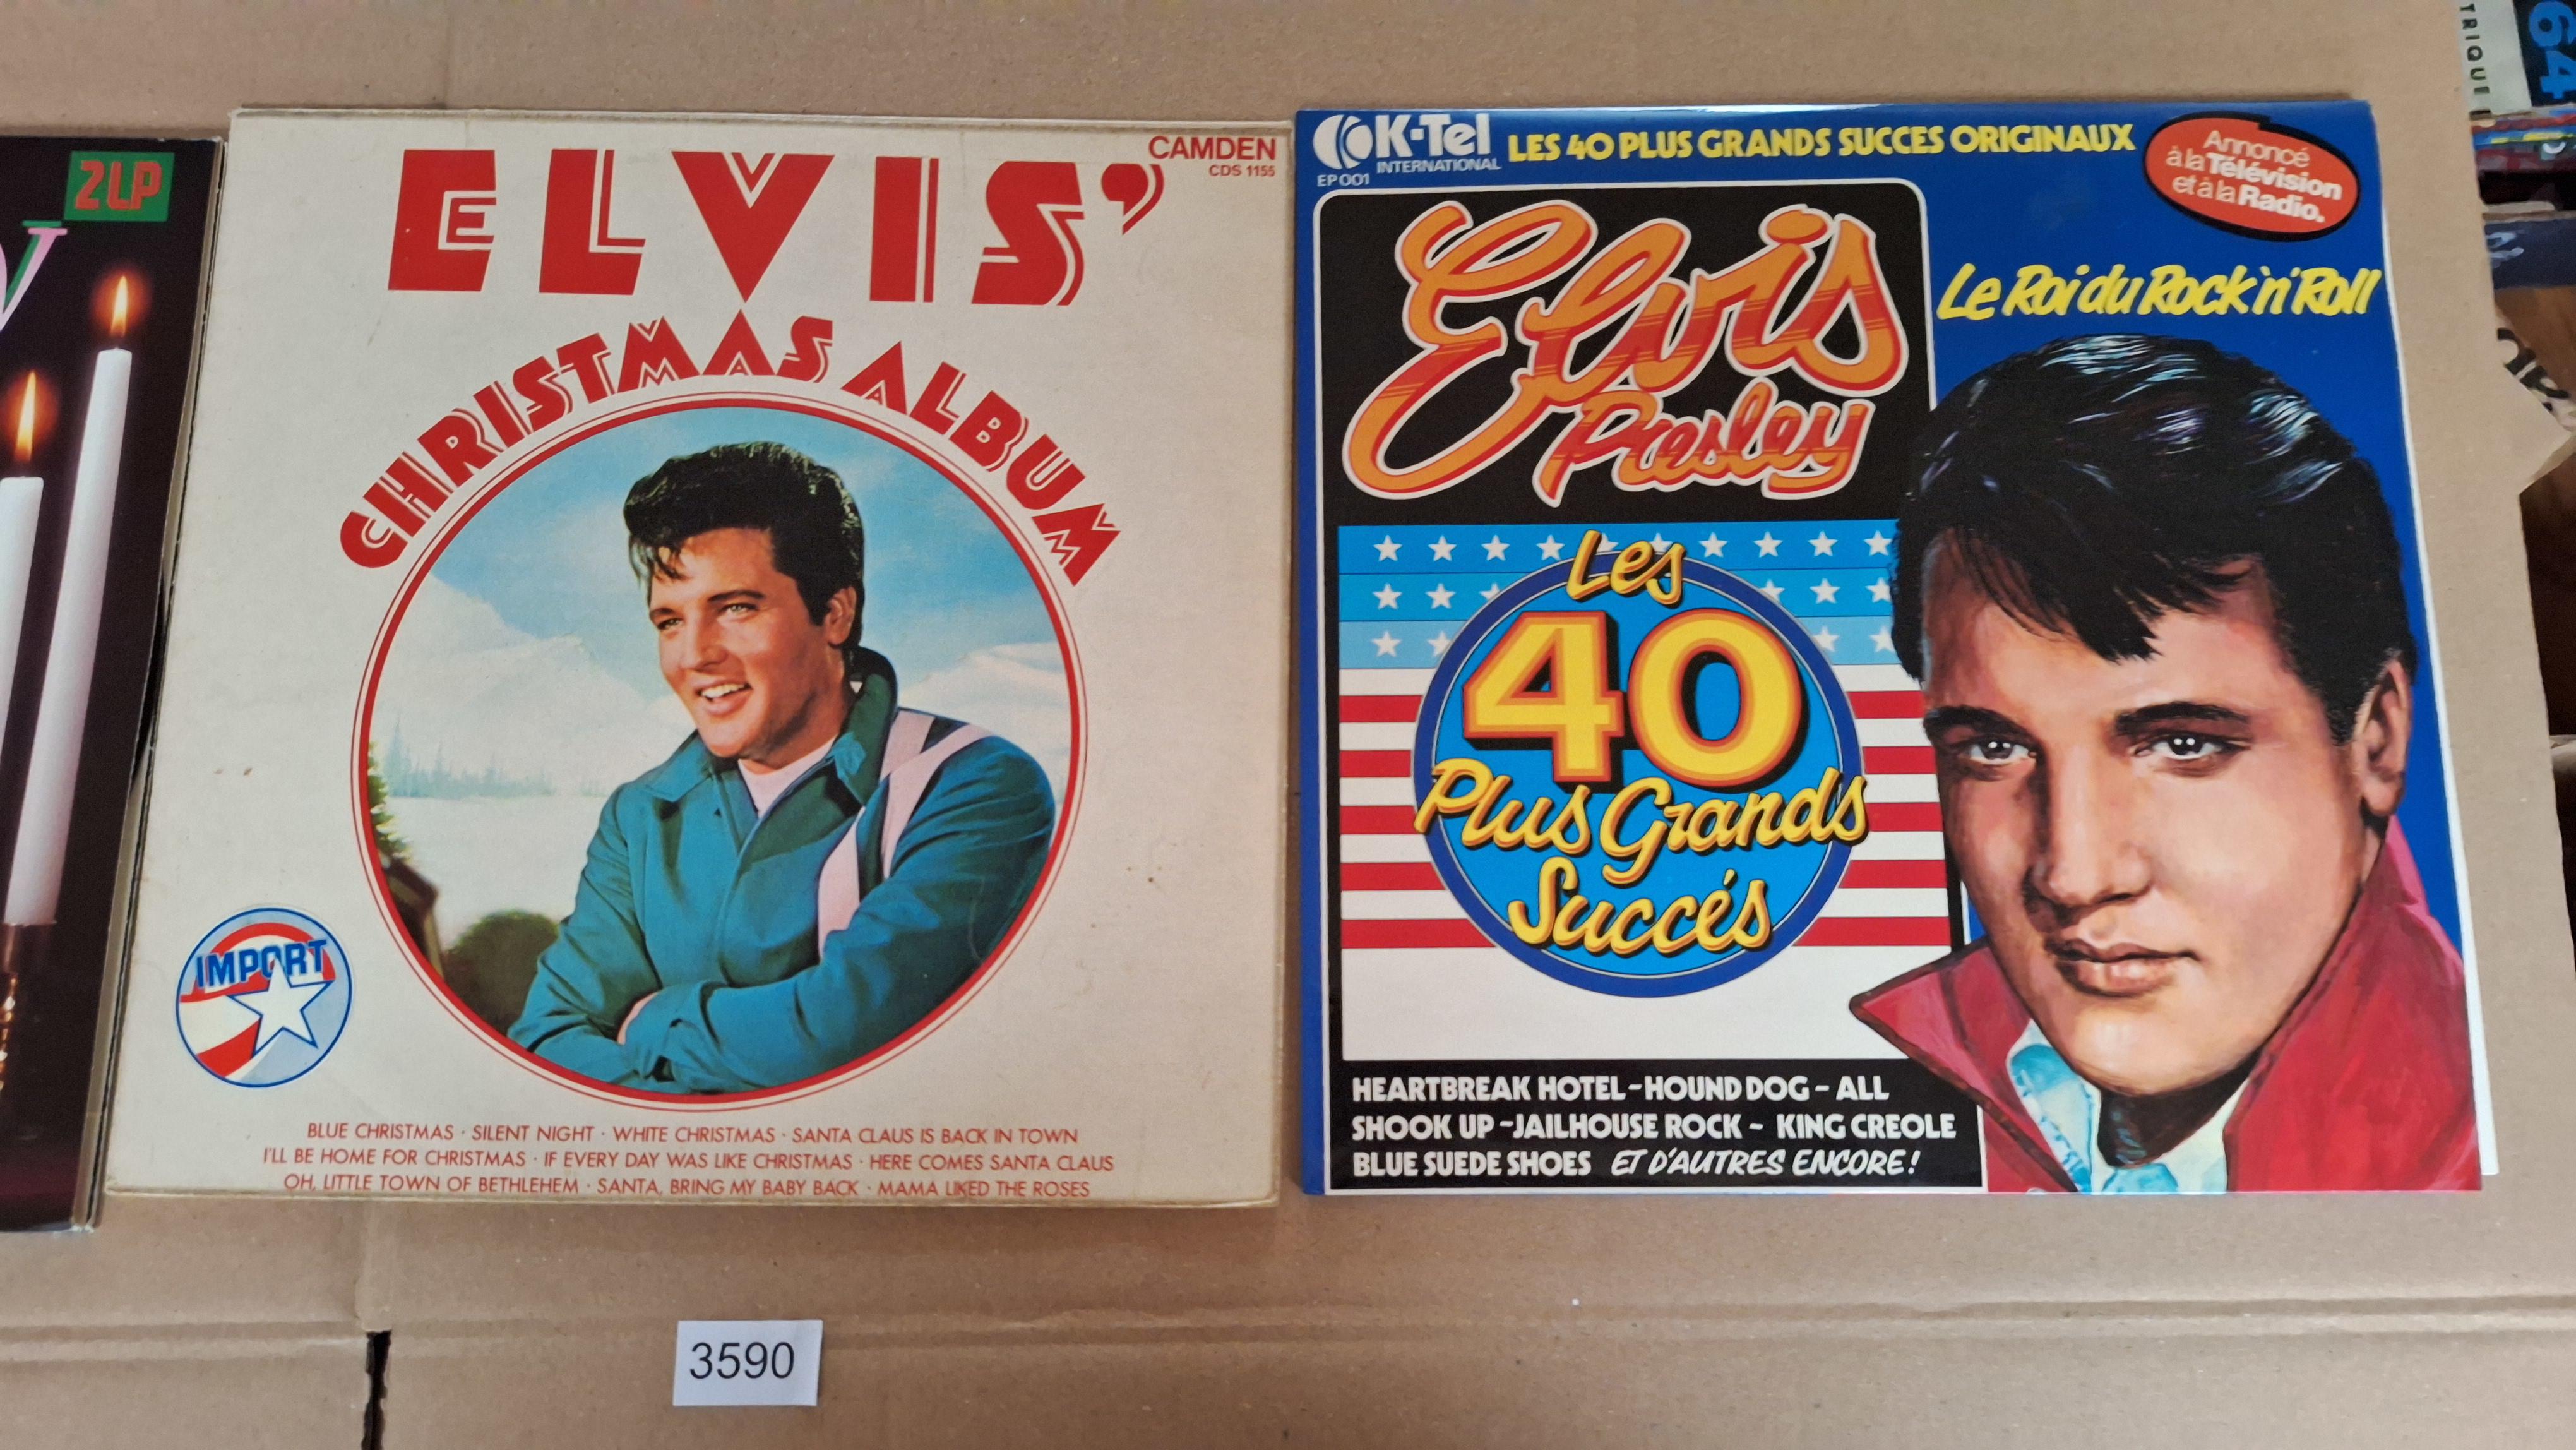 2LP
ELVIS'
CHRISTMAS ALBUM
CAMDEN
CDS 1155
IMPORT
BLUE CHRISTMAS · SILENT NIGHT · WHITE CHRISTMAS · SANTA CLAUS IS BACK IN TOWN
I'LL BE HOME FOR CHRISTMAS · IF EVERY DAY WAS LIKE CHRISTMAS · HERE COMES SANTA CLAUS
OH, LITTLE TOWN OF BETHLEHEM · SANTA, BRING MY BABY BACK · MAMA LIKED THE ROSES
K-Tel
INTERNATIONAL
EP 001
LES 40 PLUS GRANDS SUCCES ORIGINAUX
Annoncé
à la Télévision
et à la Radio.
Elvis
Presley
Le Roi du Rock 'n' Roll
Les
40
Plus Grands
Succés
HEARTBREAK HOTEL - HOUND DOG - ALL
SHOOK UP - JAILHOUSE ROCK - KING CREOLE
BLUE SUEDE SHOES ET D'AUTRES ENCORE!
TRIQUE
64
3590